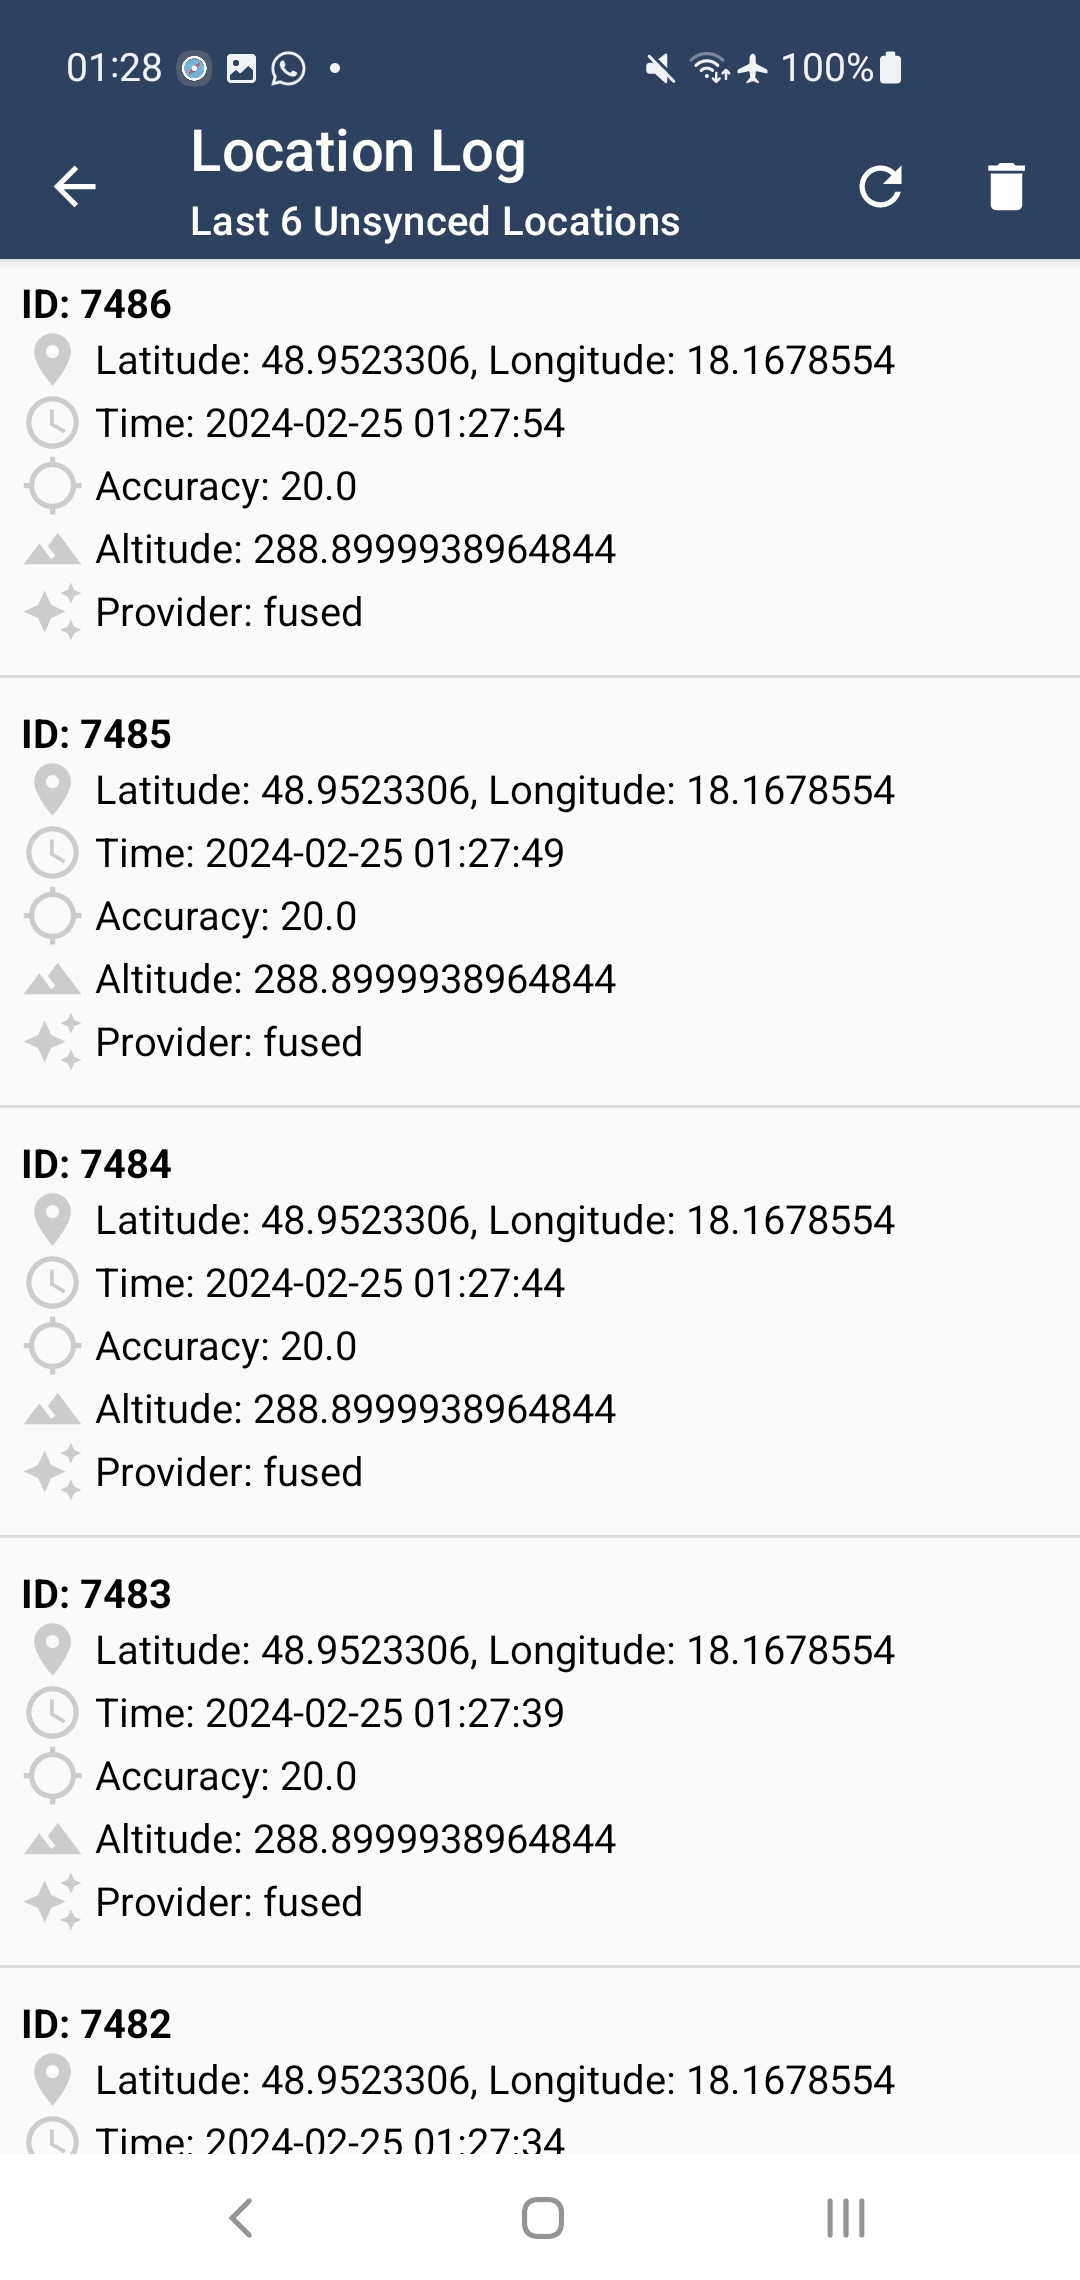 01:28 100%
Location Log
Last 6 Unsynced Locations
ID: 7486
Latitude: 48.9523306, Longitude: 18.1678554
Time: 2024-02-25 01:27:54
Accuracy: 20.0
Altitude: 288.8999938964844
Provider: fused
ID: 7485
Latitude: 48.9523306, Longitude: 18.1678554
Time: 2024-02-25 01:27:49
Accuracy: 20.0
Altitude: 288.8999938964844
Provider: fused
ID: 7484
Latitude: 48.9523306, Longitude: 18.1678554
Time: 2024-02-25 01:27:44
Accuracy: 20.0
Altitude: 288.8999938964844
Provider: fused
ID: 7483
Latitude: 48.9523306, Longitude: 18.1678554
Time: 2024-02-25 01:27:39
Accuracy: 20.0
Altitude: 288.8999938964844
Provider: fused
ID: 7482
Latitude: 48.9523306, Longitude: 18.1678554
Time: 2024-02-25 01:27:34